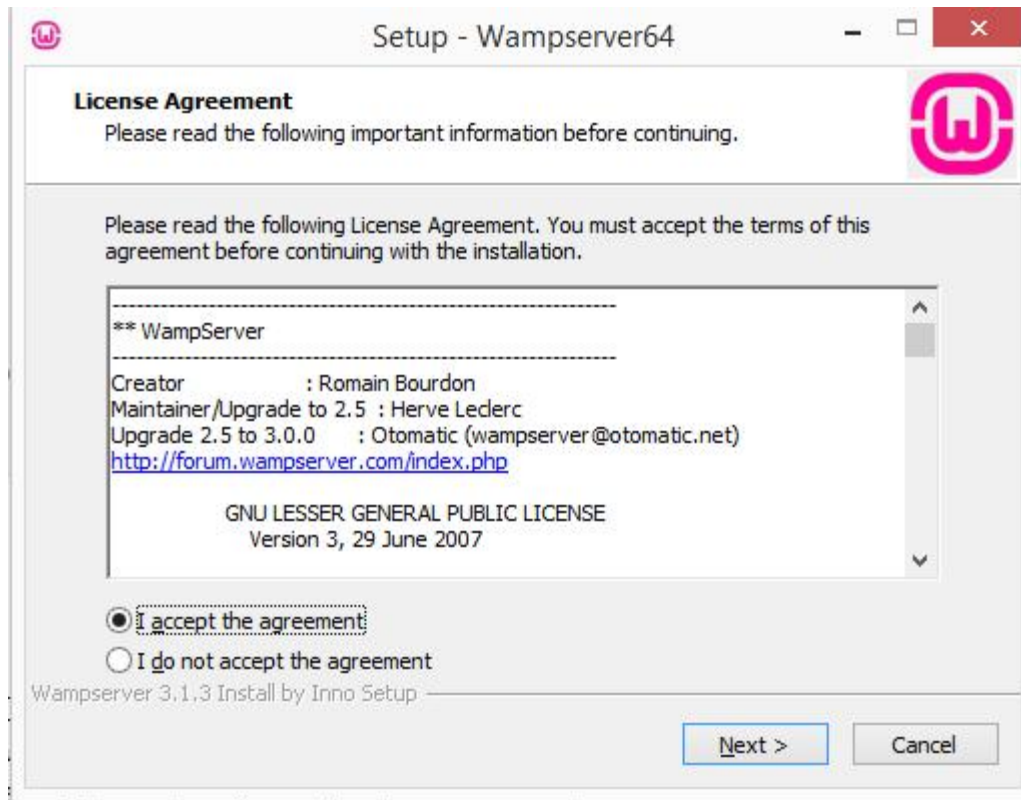 Setup - Wampserver64
License Agreement
Please read the following important information before continuing.
Please read the following License Agreement. You must accept the terms of this
agreement before continuing with the installation.
---------------------------------------------------------------
** WampServer
---------------------------------------------------------------
Creator : Romain Bourdon
Maintainer/Upgrade to 2.5 : Herve Leclerc
Upgrade 2.5 to 3.0.0 : Otomatic (wampserver@otomatic.net)
http://forum.wampserver.com/index.php
GNU LESSER GENERAL PUBLIC LICENSE
Version 3, 29 June 2007
I accept the agreement
I do not accept the agreement
Wampserver 3.1.3 Install by Inno Setup
Next >
Cancel